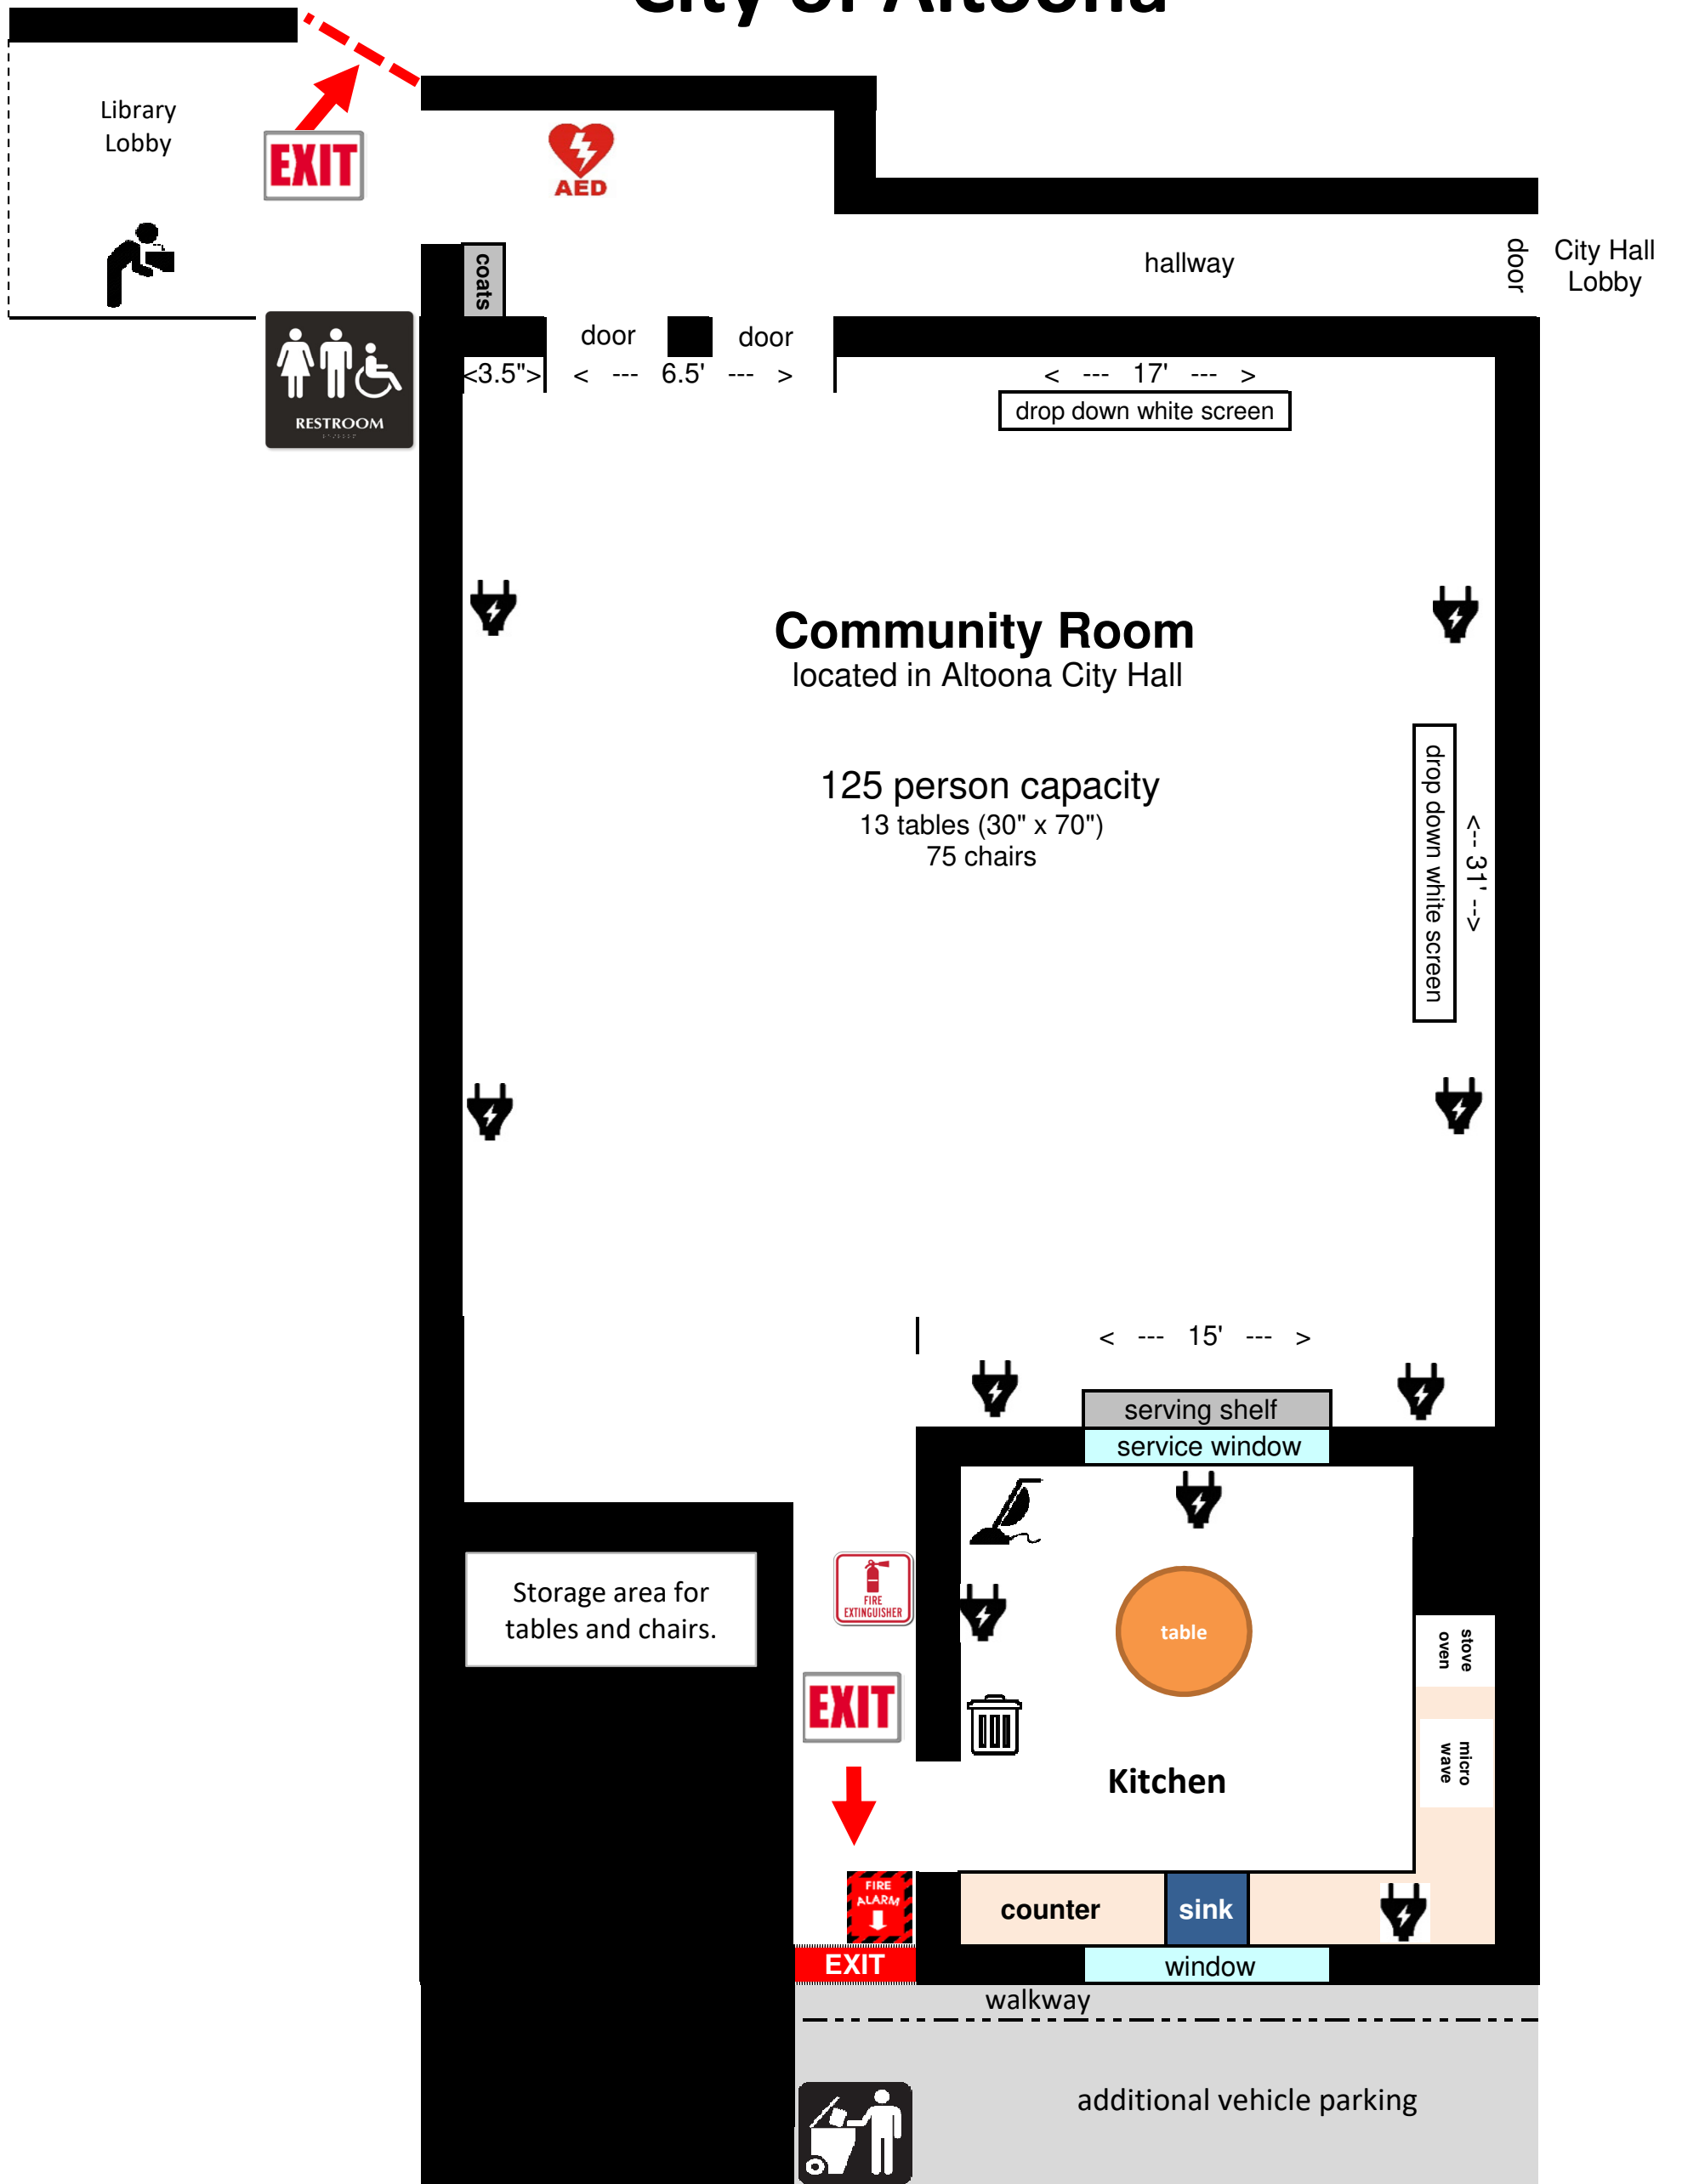 City of Altoona
Library
Lobby
EXIT
AED
coats
hallway
door
City Hall
Lobby
RESTROOM
door
door
<3.5">
< --- 6.5' --- >
< --- 17' --- >
drop down white screen
Community Room
located in Altoona City Hall
125 person capacity
13 tables (30" x 70")
75 chairs
drop down white screen
<-- 31' -->
< --- 15' --- >
serving shelf
service window
Storage area for
tables and chairs.
FIRE
EXTINGUISHER
table
stove
oven
EXIT
micro
wave
Kitchen
FIRE
ALARM
counter
sink
EXIT
window
walkway
additional vehicle parking